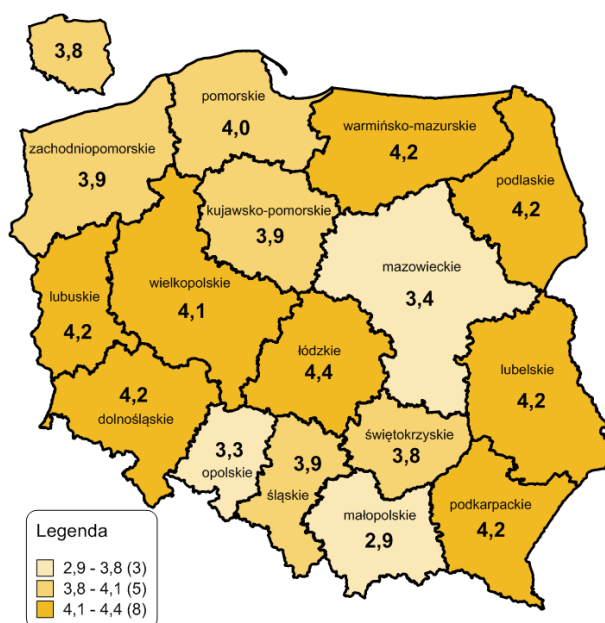 3,8
pomorskie
4,0
warmińsko-mazurskie
4,2
zachodniopomorskie
3,9
podlaskie
4,2
kujawsko-pomorskie
3,9
mazowieckie
3,4
wielkopolskie
4,1
lubuskie
4,2
łódzkie
4,4
lubelskie
4,2
4,2
dolnośląskie
świętokrzyskie
3,8
3,3
opolskie
3,9
śląskie
małopolskie
2,9
podkarpackie
4,2
Legenda
2,9 - 3,8 (3)
3,8 - 4,1 (5)
4,1 - 4,4 (8)